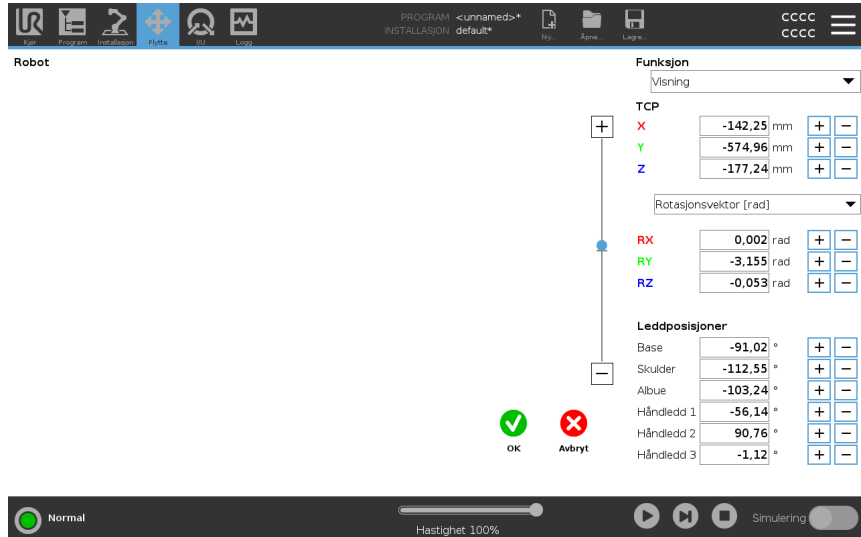 UR
PROGRAM <unnamed>*
INSTALLASJON default*
CCCC
CCCC
Kjør Program Installasjon Flytte I/U Logg
Ny... Åpne... Lagre...
Robot
Funksjon
Visning
TCP
X -142,25 mm + −
Y -574,96 mm + −
Z -177,24 mm + −
Rotasjonsvektor [rad]
RX 0,002 rad + −
RY -3,155 rad + −
RZ -0,053 rad + −
Leddposisjoner
Base -91,02 ° + −
Skulder -112,55 ° + −
Albue -103,24 ° + −
Håndledd 1 -56,14 ° + −
Håndledd 2 90,76 ° + −
Håndledd 3 -1,12 ° + −
OK Avbryt
Normal
Hastighet 100%
Simulering